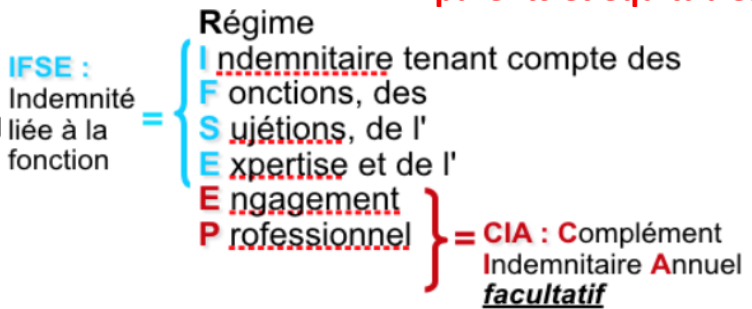 Régime
IFSE :
Indemnité
liée à la
fonction
=
I ndemnitaire tenant compte des
F onctions, des
S ujétions, de l'
E xpertise et de l'
E ngagement
P rofessionnel
= CIA : Complément
Indemnitaire Annuel
facultatif